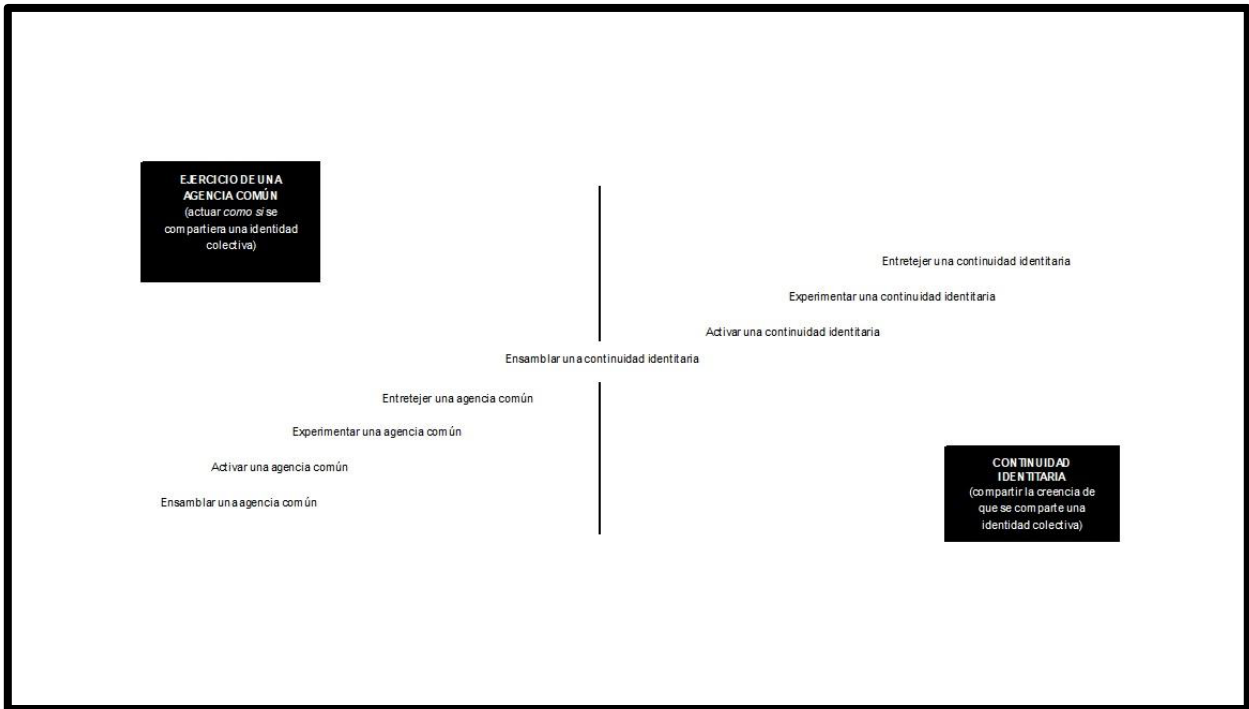 EJERCICIO DE UNA
AGENCIA COMÚN
(actuar como si se
compartiera una identidad
colectiva)
Entretejer una continuidad identitaria
Experimentar una continuidad identitaria
Activar una continuidad identitaria
Ensamblar una continuidad identitaria
Entretejer una agencia común
Experimentar una agencia común
Activar una agencia común
Ensamblar una agencia común
CONTINUIDAD
IDENTITARIA
(compartir la creencia de
que se comparte una
identidad colectiva)